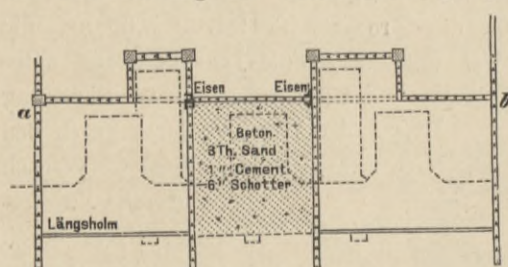 Eisen Eisen
a b
Beton
3 Th. Sand
1 " Cement
6 " Schotter
Längsholm